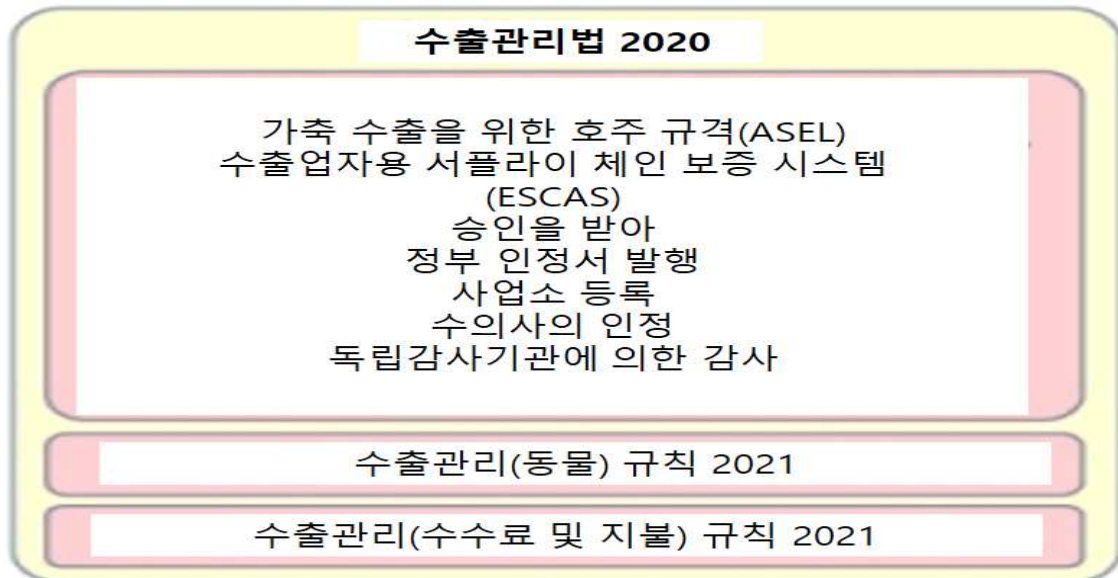 수출관리법 2020
가축 수출을 위한 호주 규격(ASEL)
수출업자용 서플라이 체인 보증 시스템
(ESCAS)
승인을 받아
정부 인정서 발행
사업소 등록
수의사의 인정
독립감사기관에 의한 감사
수출관리(동물) 규칙 2021
수출관리(수수료 및 지불) 규칙 2021